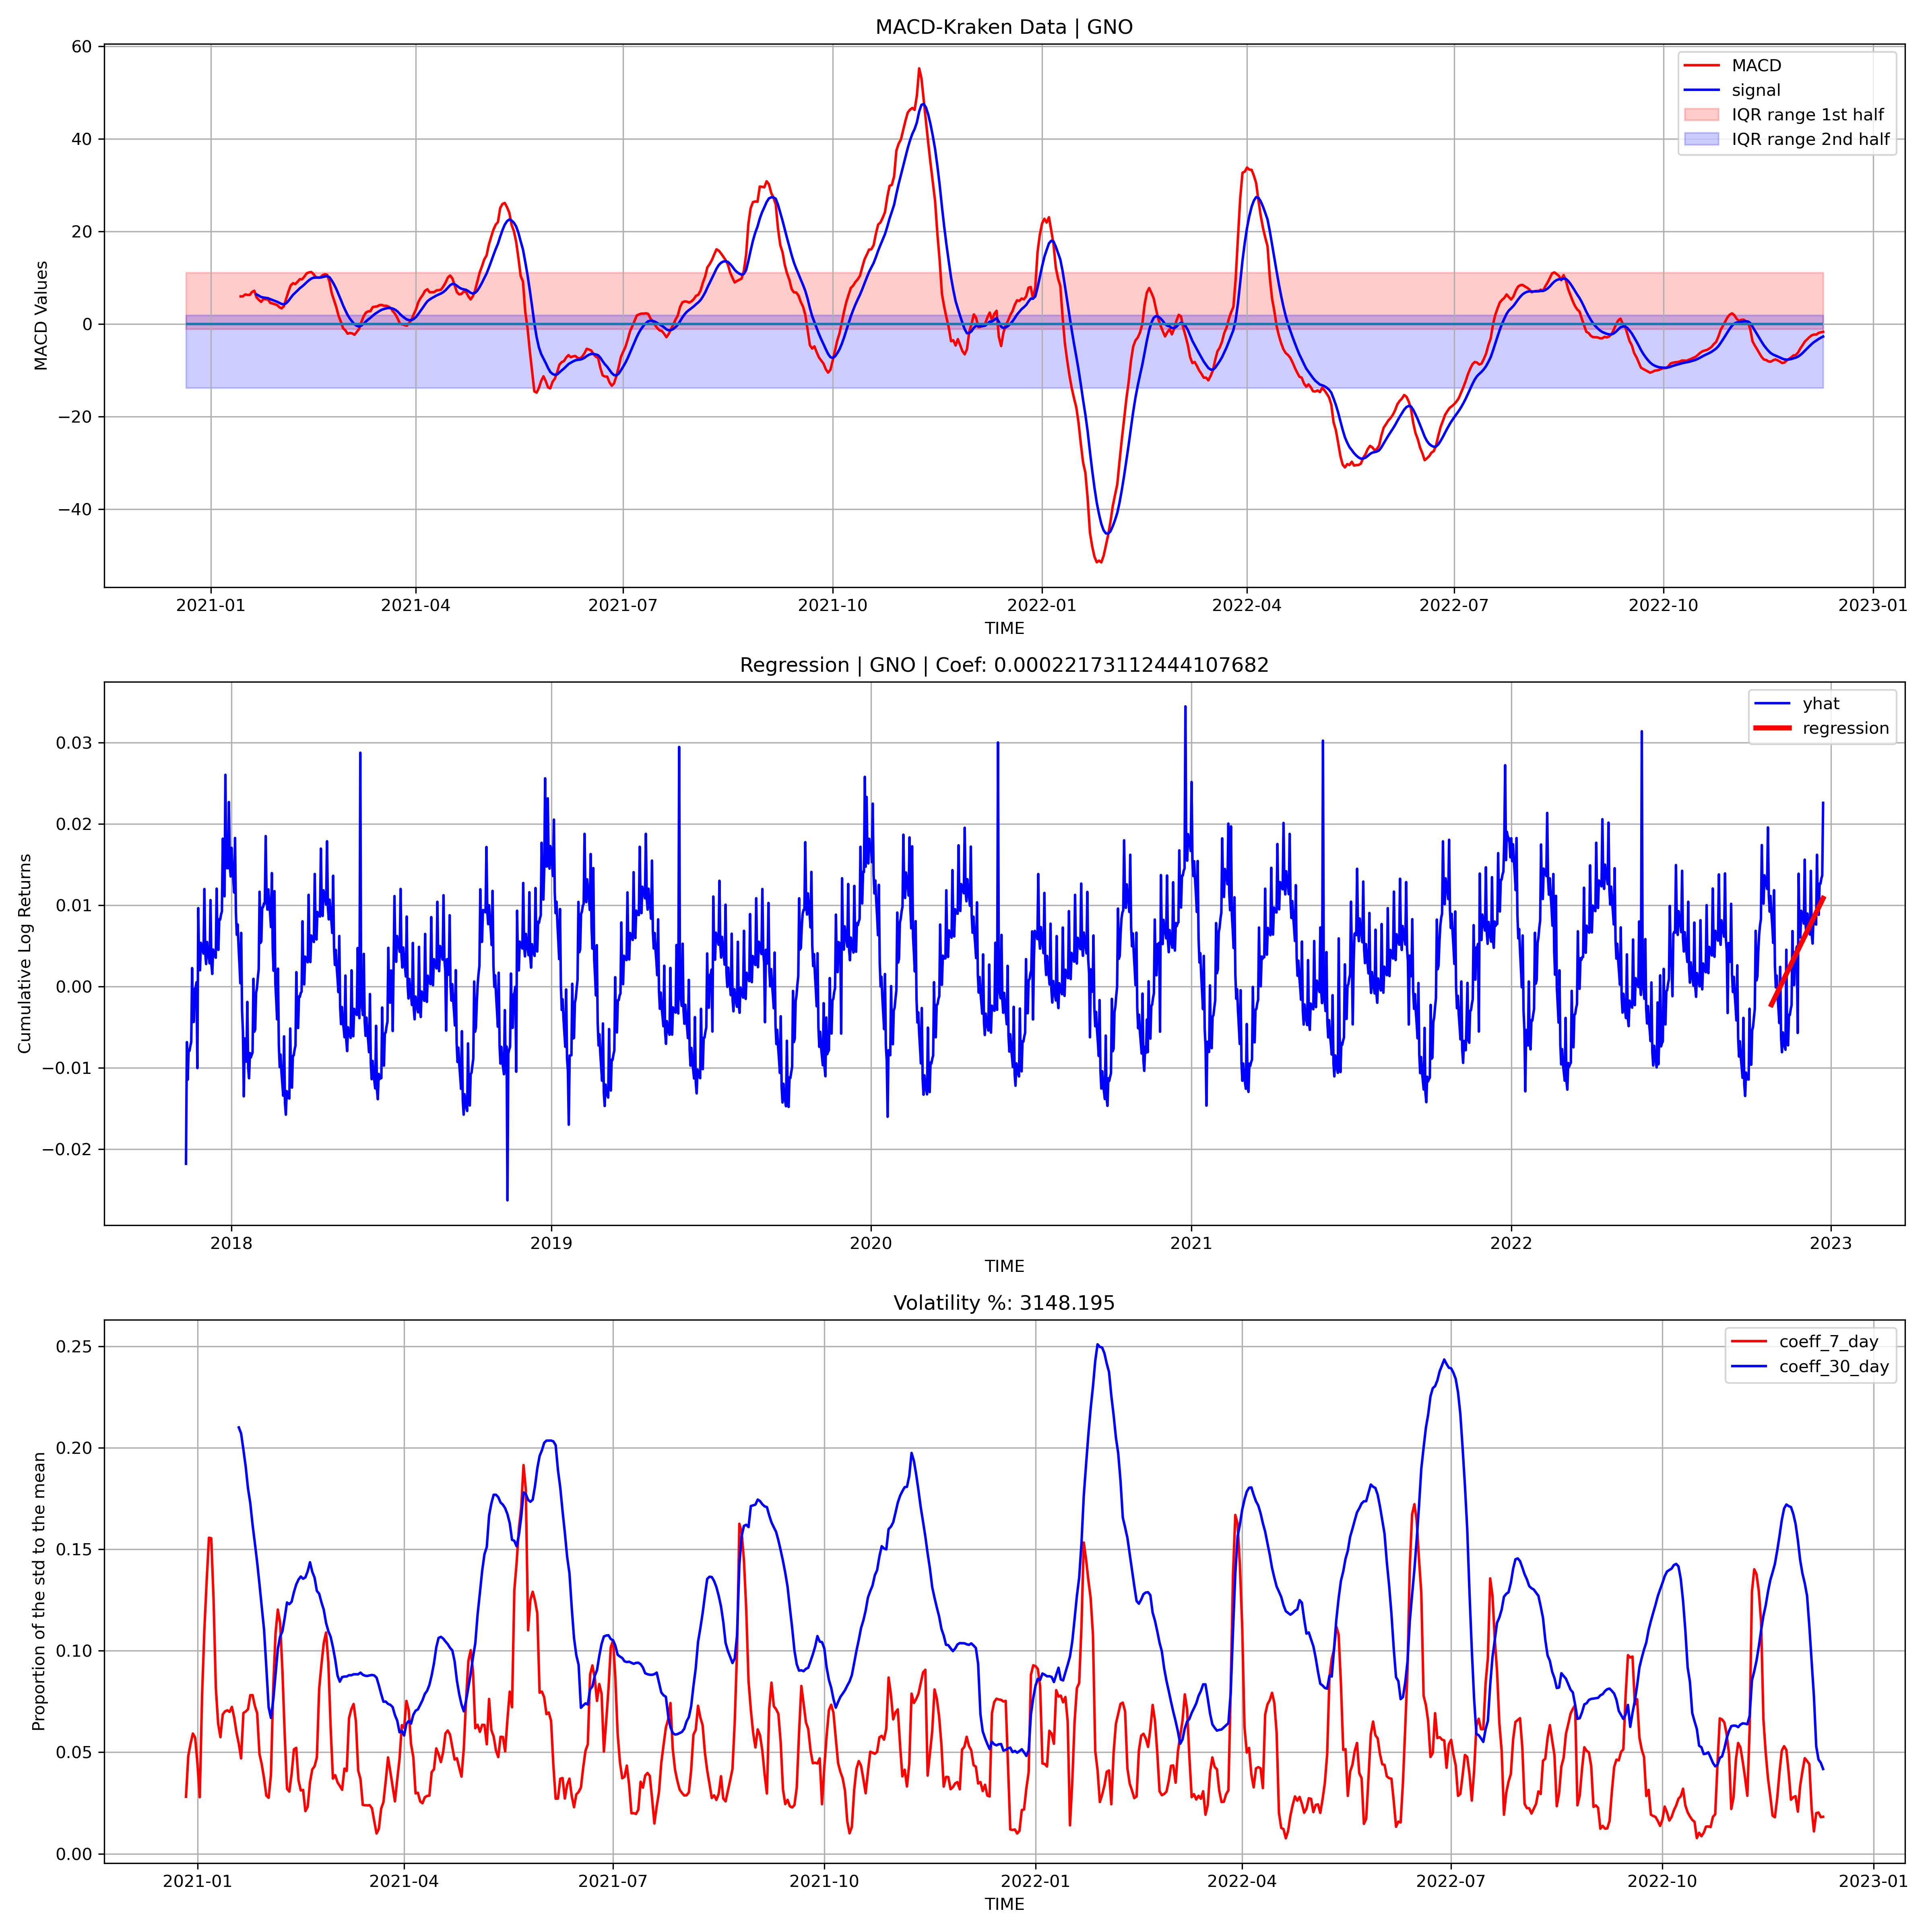 MACD-Kraken Data | GNO
MACD
signal
IQR range 1st half
IQR range 2nd half
MACD Values
60
40
20
0
−20
−40
2021-01 2021-04 2021-07 2021-10 2022-01 2022-04 2022-07 2022-10 2023-01
TIME
Regression | GNO | Coef: 0.00022173112444107682
yhat
regression
Cumulative Log Returns
0.03
0.02
0.01
0.00
−0.01
−0.02
2018 2019 2020 2021 2022 2023
TIME
Volatility %: 3148.195
coeff_7_day
coeff_30_day
Proportion of the std to the mean
0.25
0.20
0.15
0.10
0.05
0.00
2021-01 2021-04 2021-07 2021-10 2022-01 2022-04 2022-07 2022-10 2023-01
TIME